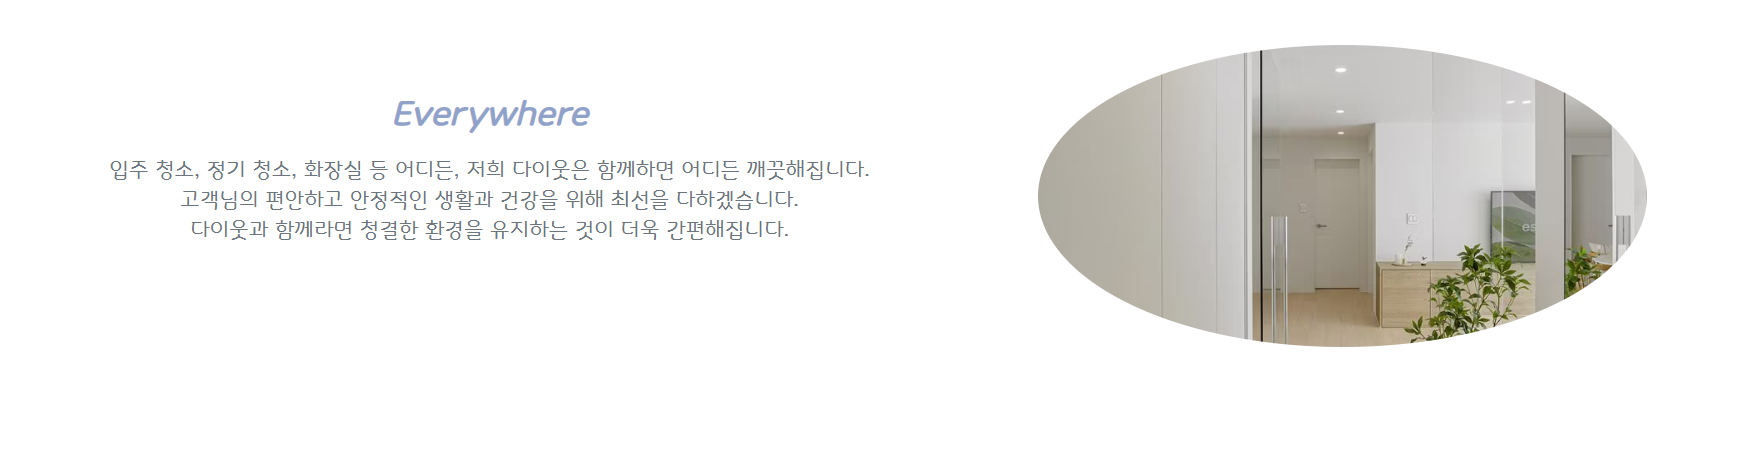 Everywhere
입주 청소, 정기 청소, 화장실 등 어디든, 저희 다이웃은 함께하면 어디든 깨끗해집니다.
고객님의 편안하고 안정적인 생활과 건강을 위해 최선을 다하겠습니다.
다이웃과 함께라면 청결한 환경을 유지하는 것이 더욱 간편해집니다.
es